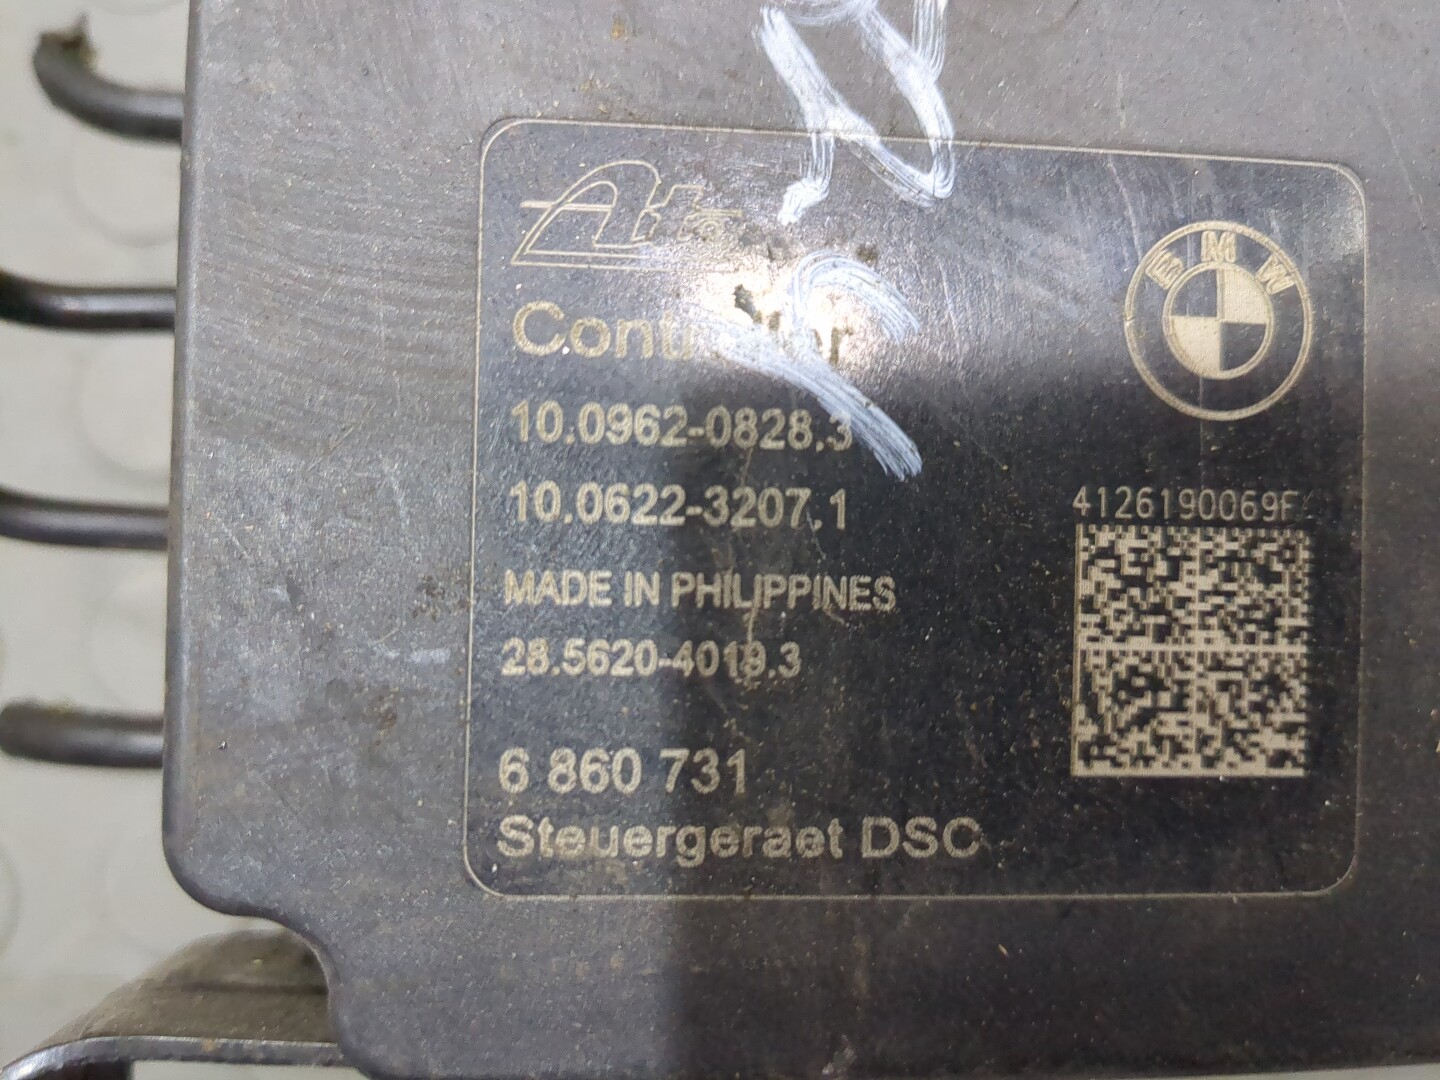 Ate
BMW
Controller
10.0962-0828.3
10.0622-3207.1
4126190069F
MADE IN PHILIPPINES
28.5620-4019.3
6 860 731
Steuergeraet DSC